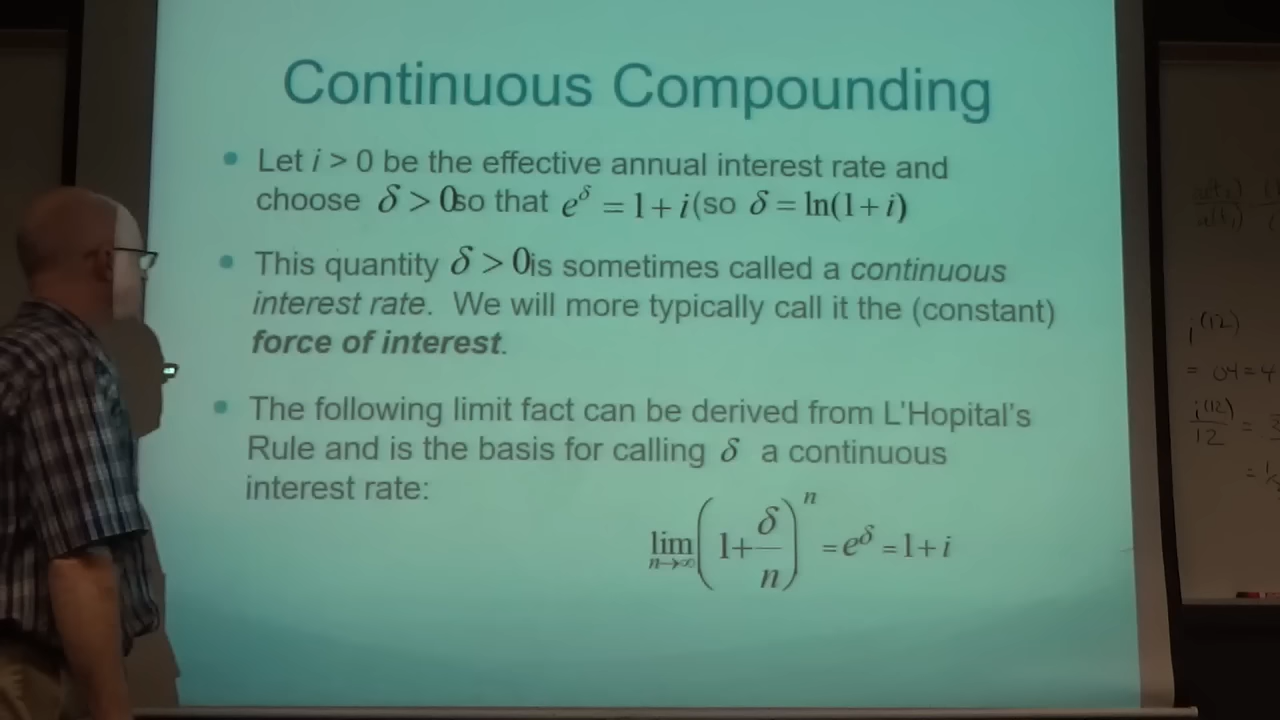 Continuous Compounding
• Let i > 0 be the effective annual interest rate and
choose δ > 0so that e^δ = 1 + i(so δ = ln(1 + i)
• This quantity δ > 0is sometimes called a continuous
interest rate. We will more typically call it the (constant)
force of interest.
• The following limit fact can be derived from L'Hopital's
Rule and is the basis for calling δ a continuous
interest rate:
lim n→∞ (1+ δ/n)^n = e^δ = 1 + i
i^(12)
i^(12)/12 =